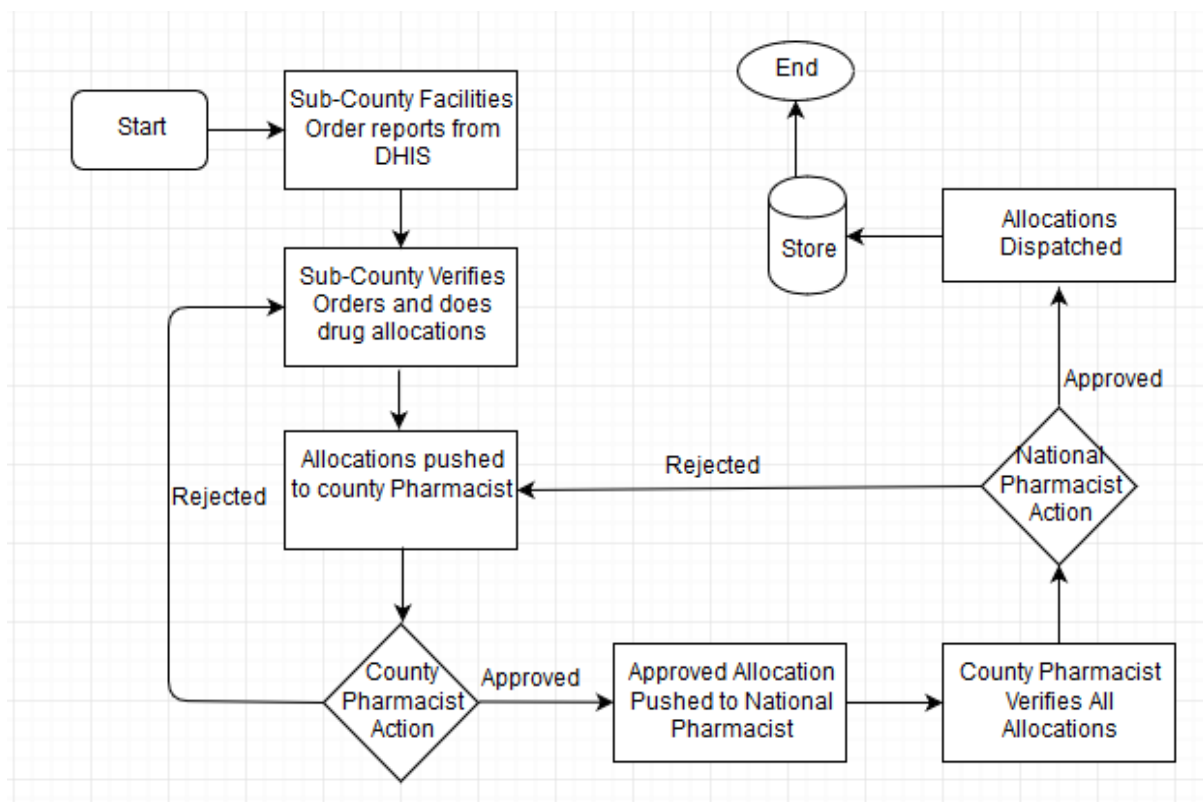 Start
Sub-County Facilities
Order reports from
DHIS
Sub-County Verifies
Orders and does
drug allocations
Allocations pushed
to county Pharmacist
Rejected
County
Pharmacist
Action
Approved
Approved Allocation
Pushed to National
Pharmacist
County Pharmacist
Verifies All
Allocations
National
Pharmacist
Action
Rejected
Approved
Allocations
Dispatched
Store
End